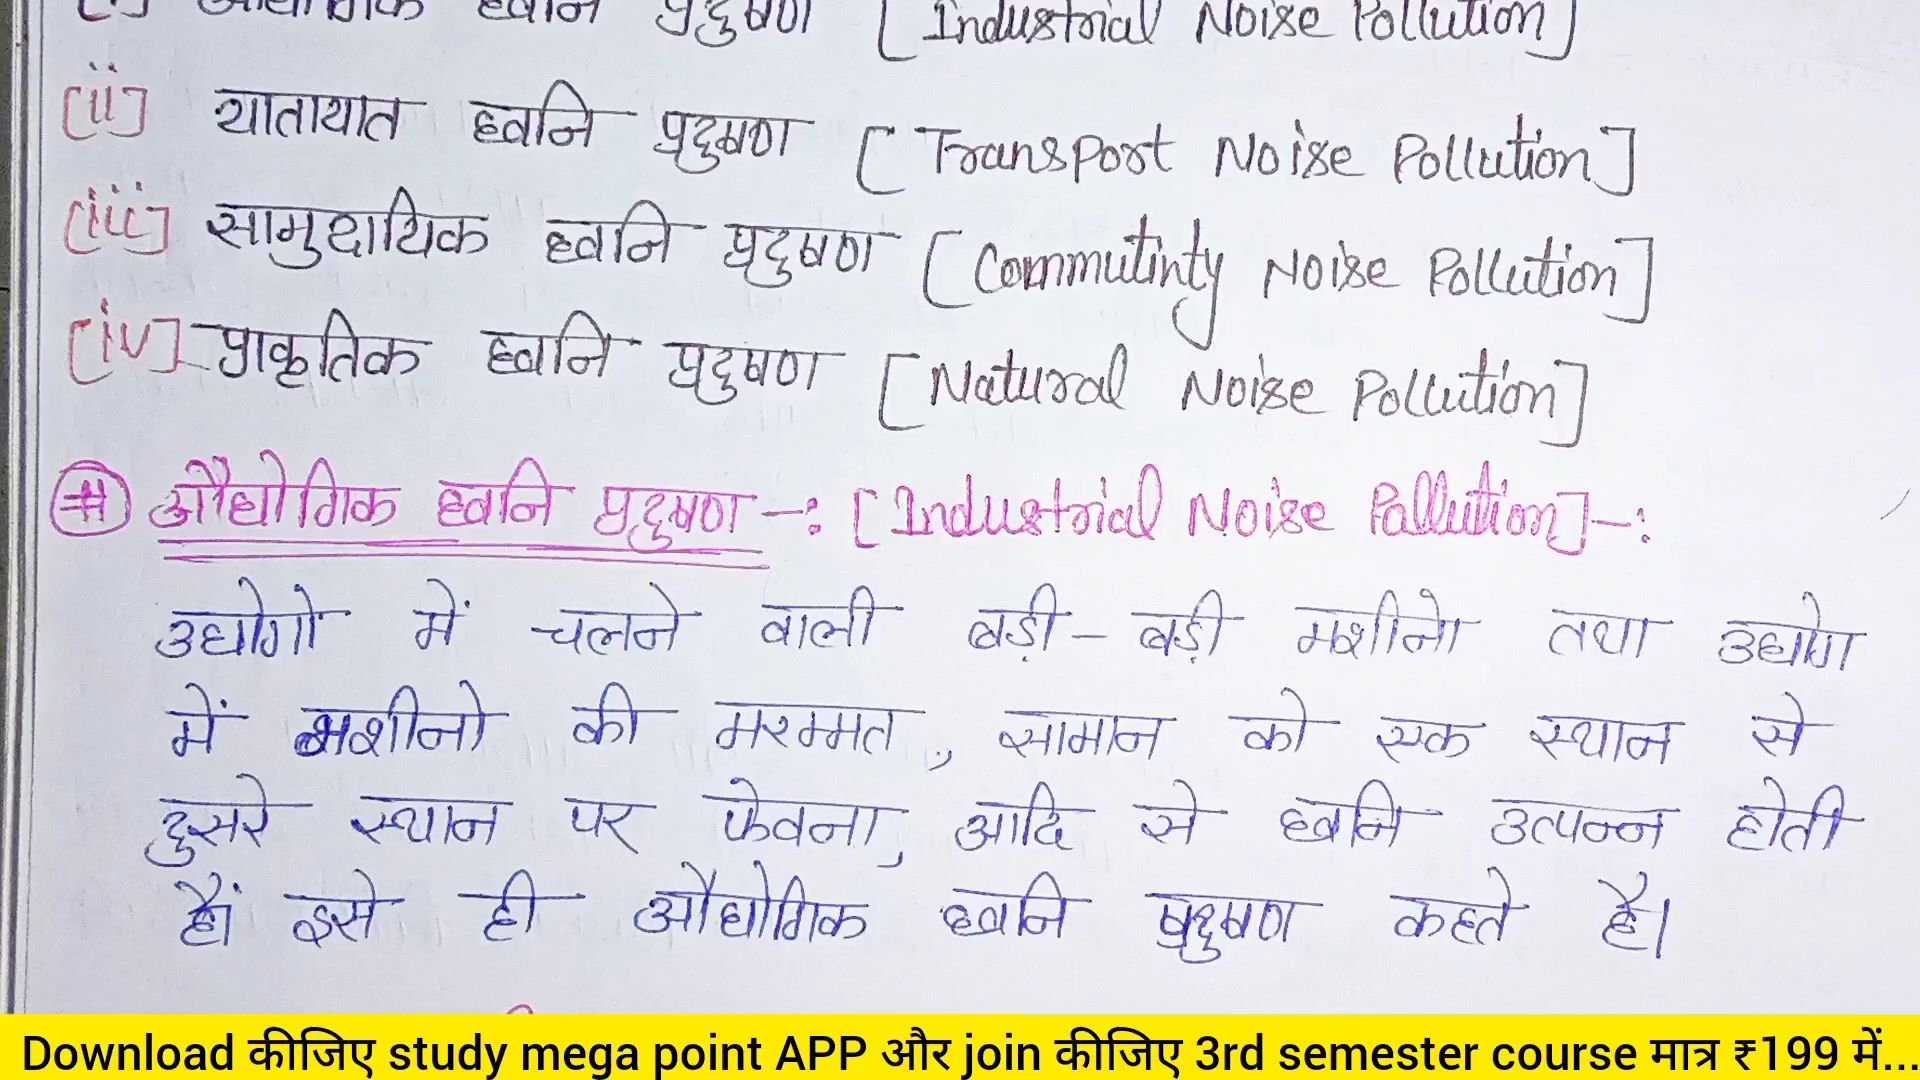 [i] औद्योगिक ध्वनि प्रदुषण [Industrial Noise Pollution]
[ii] यातायात ध्वनि प्रदुषण [Transport Noise Pollution]
[iii] सामुदायिक ध्वनि प्रदुषण [Commutinty Noise Pollution]
[iv] प्राकृतिक ध्वनि प्रदुषण [Natural Noise Pollution]
# औद्योगिक ध्वनि प्रदुषण -: [Industrial Noise Pallution] -:
उद्योगो में चलने वाली बड़ी - बड़ी मशीनो तथा उद्योग
में मशीनो की मरम्मत, सामान को एक स्थान से
दुसरे स्थान पर फेकना, आदि से ध्वनि उत्पन्न होती
हैं। इसे ही औद्योगिक ध्वनि प्रदुषण कहते है।
Download कीजिए study mega point APP और join कीजिए 3rd semester course मात्र ₹199 में...